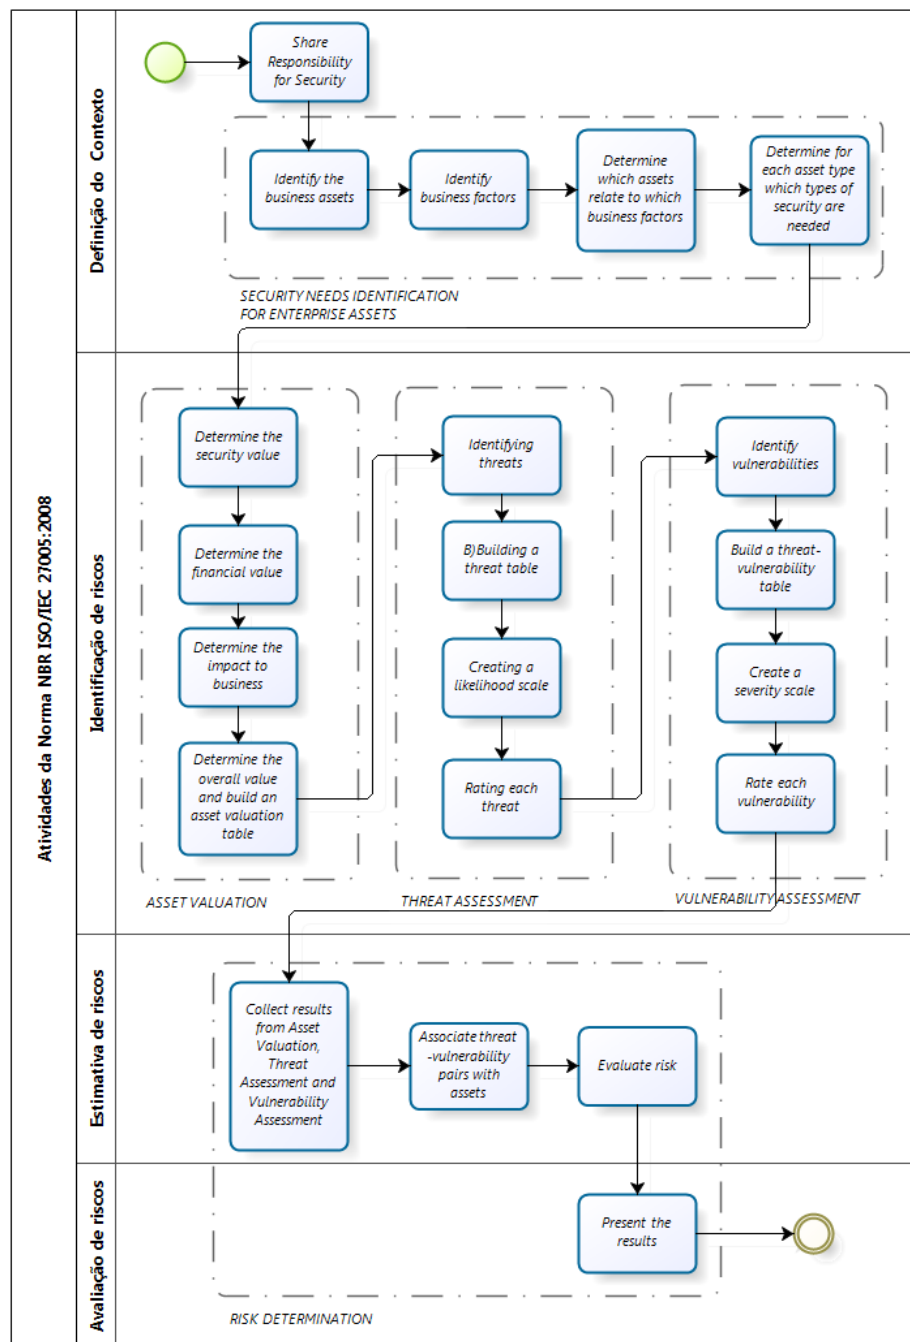 Atividades da Norma NBR ISO/IEC 27005:2008
Definição do Contexto
Share
Responsibility
for Security
Identify the
business assets
Identify
business factors
Determine
which assets
relate to which
business factors
Determine for
each asset type
which types of
security are
needed
SECURITY NEEDS IDENTIFICATION
FOR ENTERPRISE ASSETS
Identificação de riscos
Determine the
security value
Determine the
financial value
Determine the
impact to
business
Determine the
overall value
and build an
asset valuation
table
ASSET VALUATION
Identifying
threats
B)Building a
threat table
Creating a
likelihood scale
Rating each
threat
THREAT ASSESSMENT
Identify
vulnerabilities
Build a threat-
vulnerability
table
Create a
severity scale
Rate each
vulnerability
VULNERABILITY ASSESSMENT
Estimativa de riscos
Collect results
from Asset
Valuation,
Threat
Assessment and
Vulnerability
Assessment
Associate threat
-vulnerability
pairs with
assets
Evaluate risk
Avaliação de riscos
Present the
results
RISK DETERMINATION